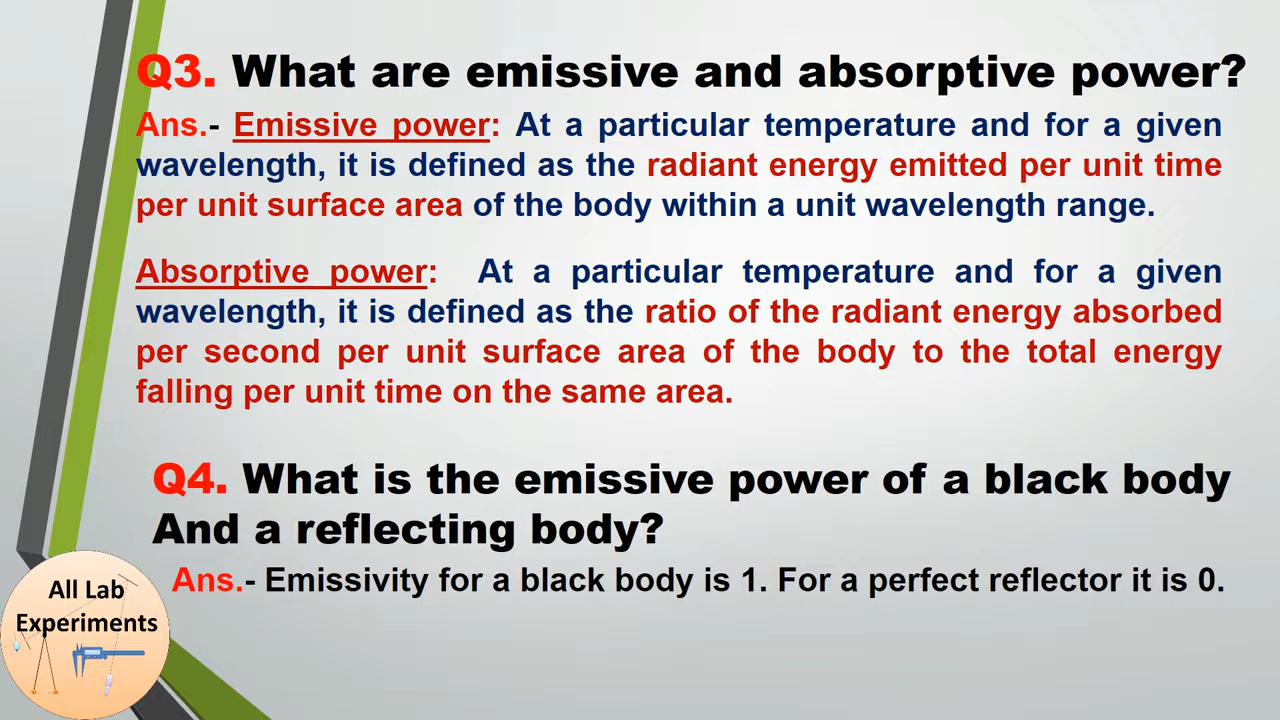 Q3. What are emissive and absorptive power?
Ans.- Emissive power: At a particular temperature and for a given
wavelength, it is defined as the radiant energy emitted per unit time
per unit surface area of the body within a unit wavelength range.
Absorptive power: At a particular temperature and for a given
wavelength, it is defined as the ratio of the radiant energy absorbed
per second per unit surface area of the body to the total energy
falling per unit time on the same area.
Q4. What is the emissive power of a black body
And a reflecting body?
Ans.- Emissivity for a black body is 1. For a perfect reflector it is 0.
All Lab
Experiments